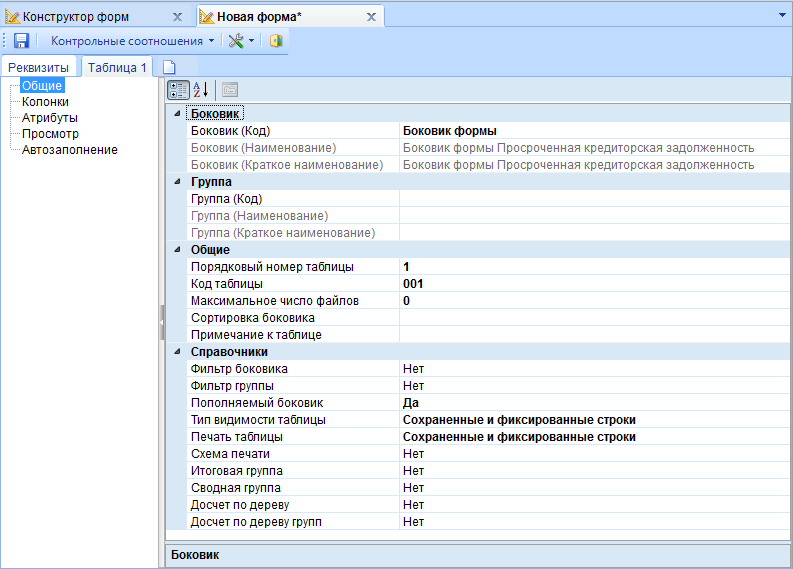 Конструктор форм
Новая форма*
Контрольные соотношения
Реквизиты
Таблица 1
Общие
Колонки
Атрибуты
Просмотр
Автозаполнение
A
Z
Боковик
Боковик (Код) Боковик формы
Боковик (Наименование) Боковик формы Просроченная кредиторская задолженность
Боковик (Краткое наименование) Боковик формы Просроченная кредиторская задолженность
Группа
Группа (Код)
Группа (Наименование)
Группа (Краткое наименование)
Общие
Порядковый номер таблицы 1
Код таблицы 001
Максимальное число файлов 0
Сортировка боковика
Примечание к таблице
Справочники
Фильтр боковика Нет
Фильтр группы Нет
Пополняемый боковик Да
Тип видимости таблицы Сохраненные и фиксированные строки
Печать таблицы Сохраненные и фиксированные строки
Схема печати Нет
Итоговая группа Нет
Сводная группа Нет
Досчет по дереву Нет
Досчет по дереву групп Нет
Боковик